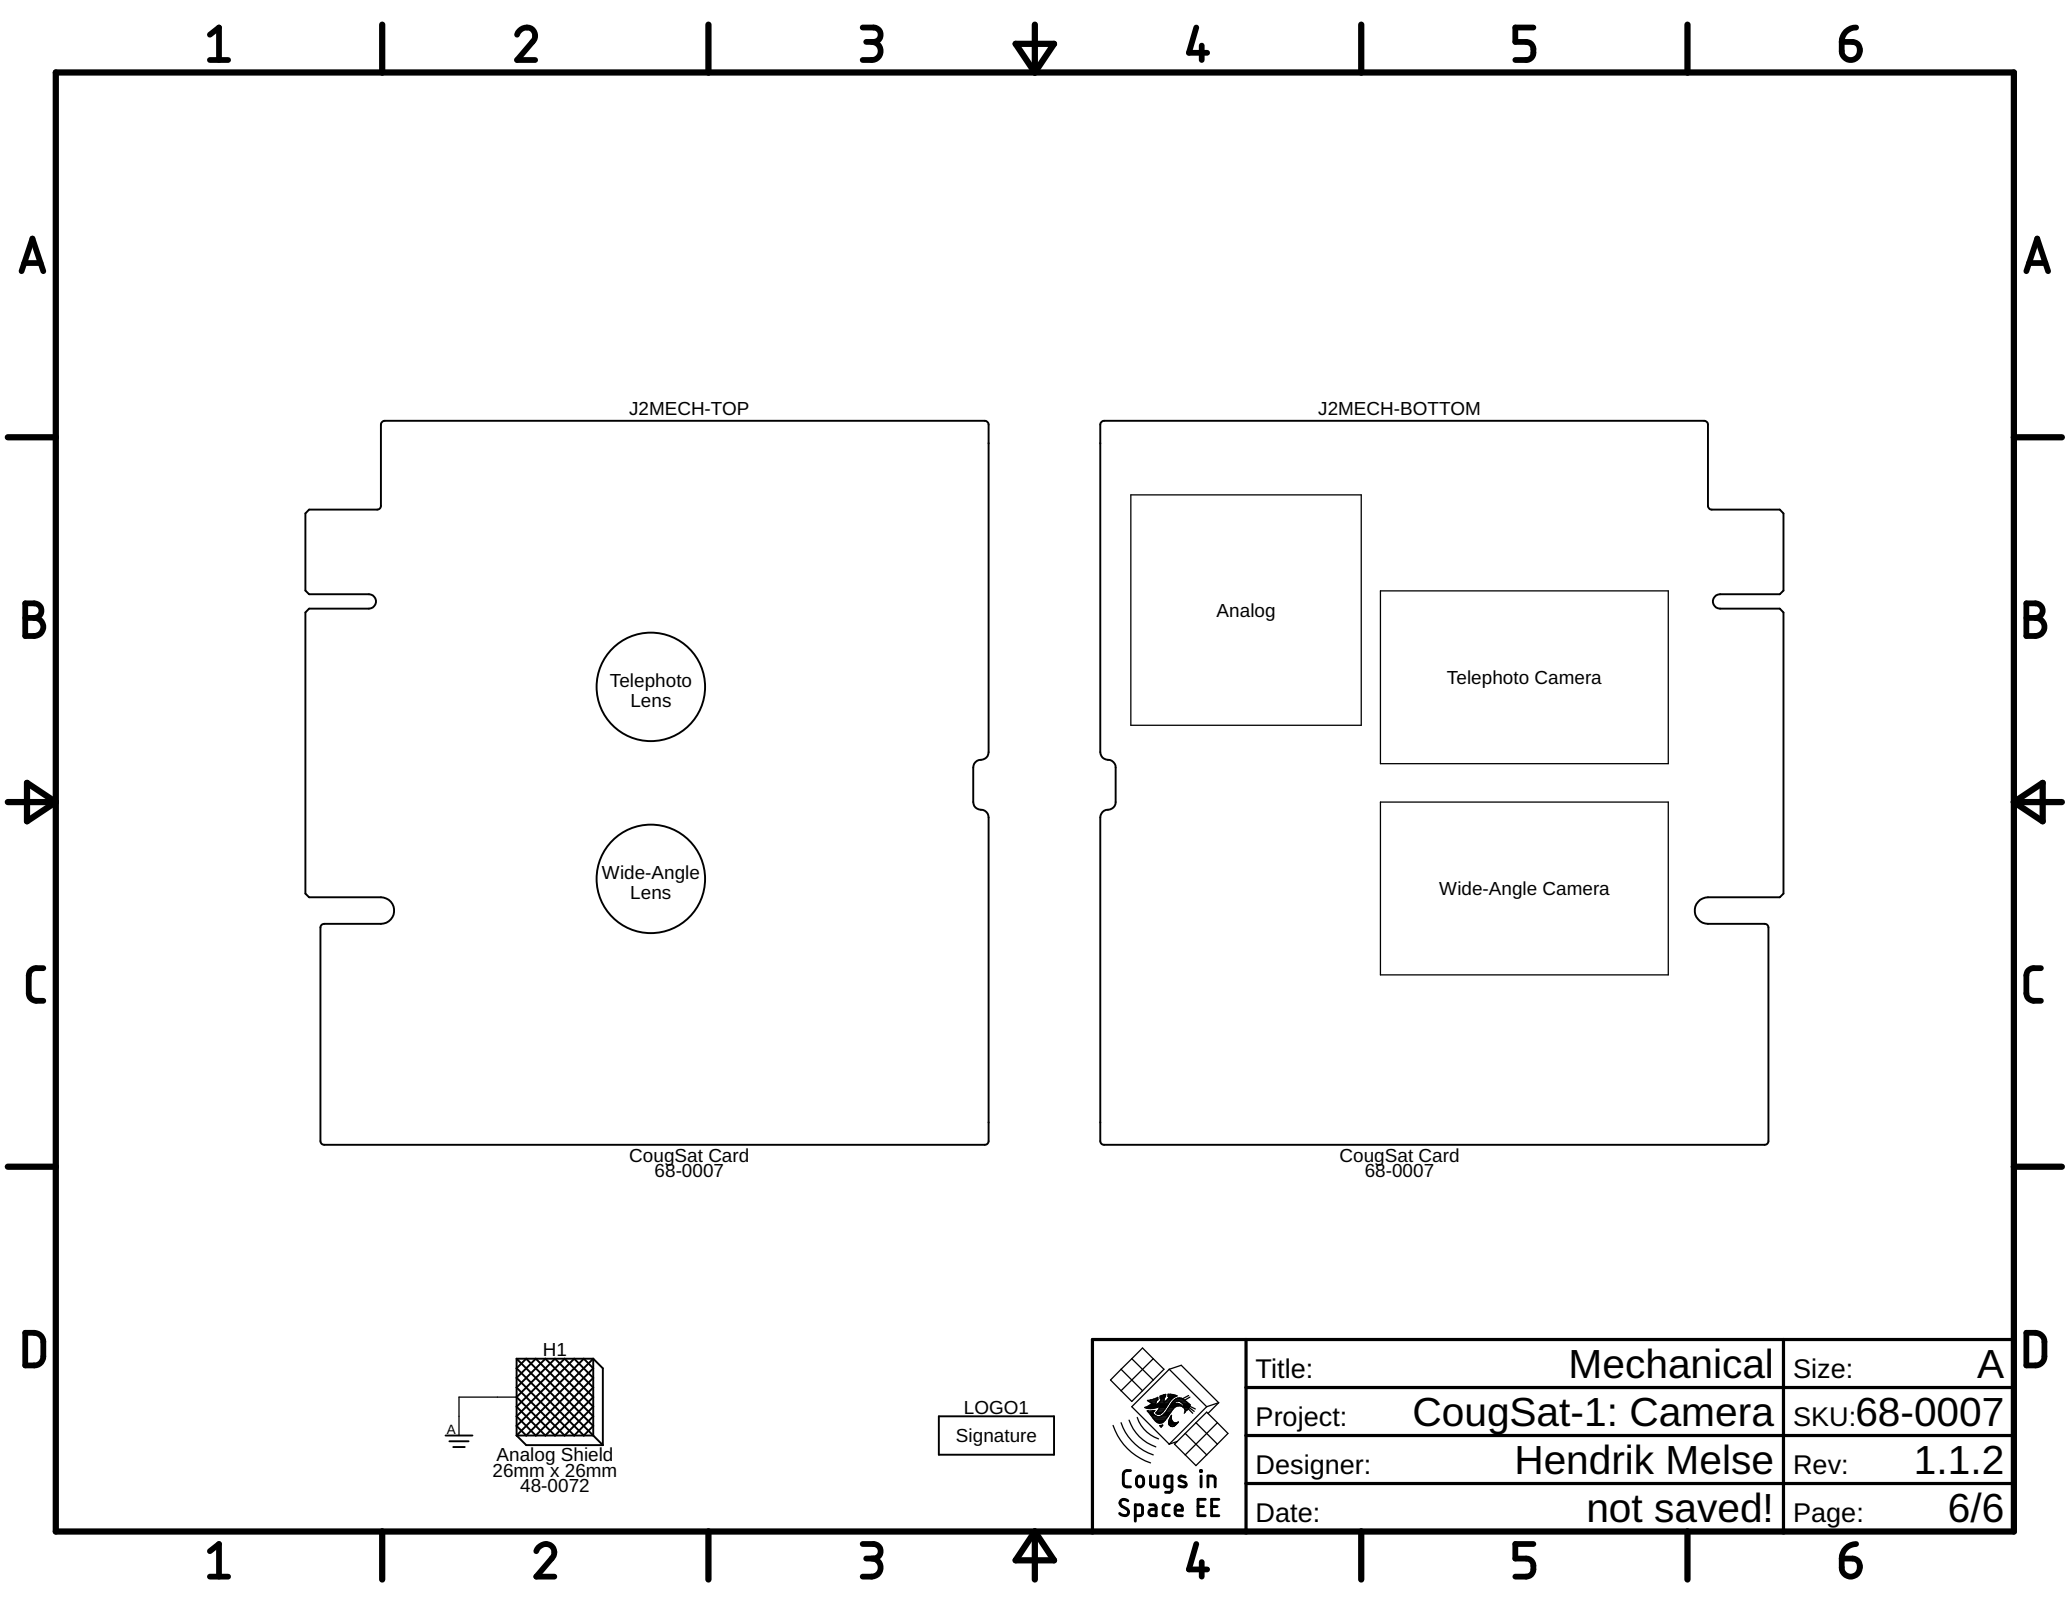 1 2 3 4 5 6
A A
J2MECH-TOP J2MECH-BOTTOM
B B
Analog
Telephoto Camera
Telephoto
Lens
Wide-Angle
Lens
Wide-Angle Camera
C C
CougSat Card
68-0007
CougSat Card
68-0007
D D
H1
A
Analog Shield
26mm x 26mm
48-0072
LOGO1
Signature
Cougs in
Space EE
Title: Mechanical Size: A
Project: CougSat-1: Camera SKU:68-0007
Designer: Hendrik Melse Rev: 1.1.2
Date: not saved! Page: 6/6
1 2 3 4 5 6